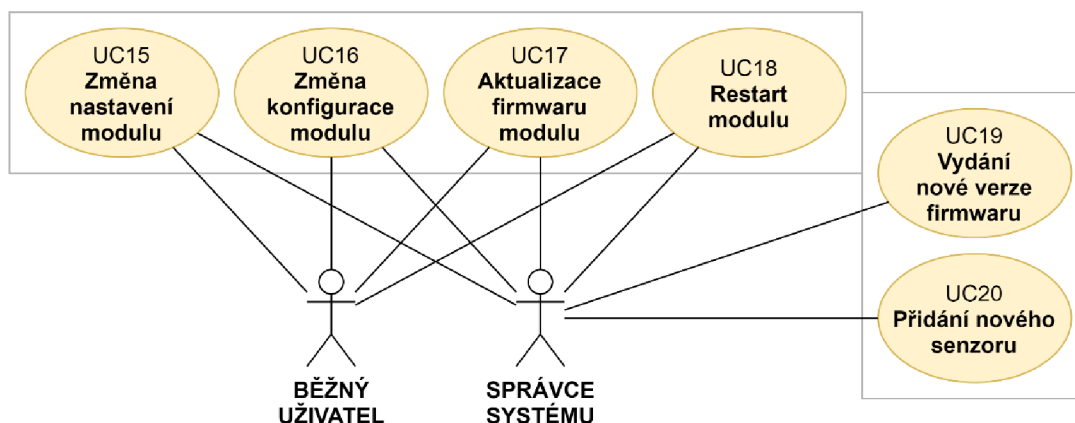 UC15
Změna
nastavení
modulu
UC16
Změna
konfigurace
modulu
UC17
Aktualizace
firmwaru
modulu
UC18
Restart
modulu
UC19
Vydání
nové verze
firmwaru
UC20
Přidání nového
senzoru
BĚŽNÝ
UŽIVATEL
SPRÁVCE
SYSTÉMU